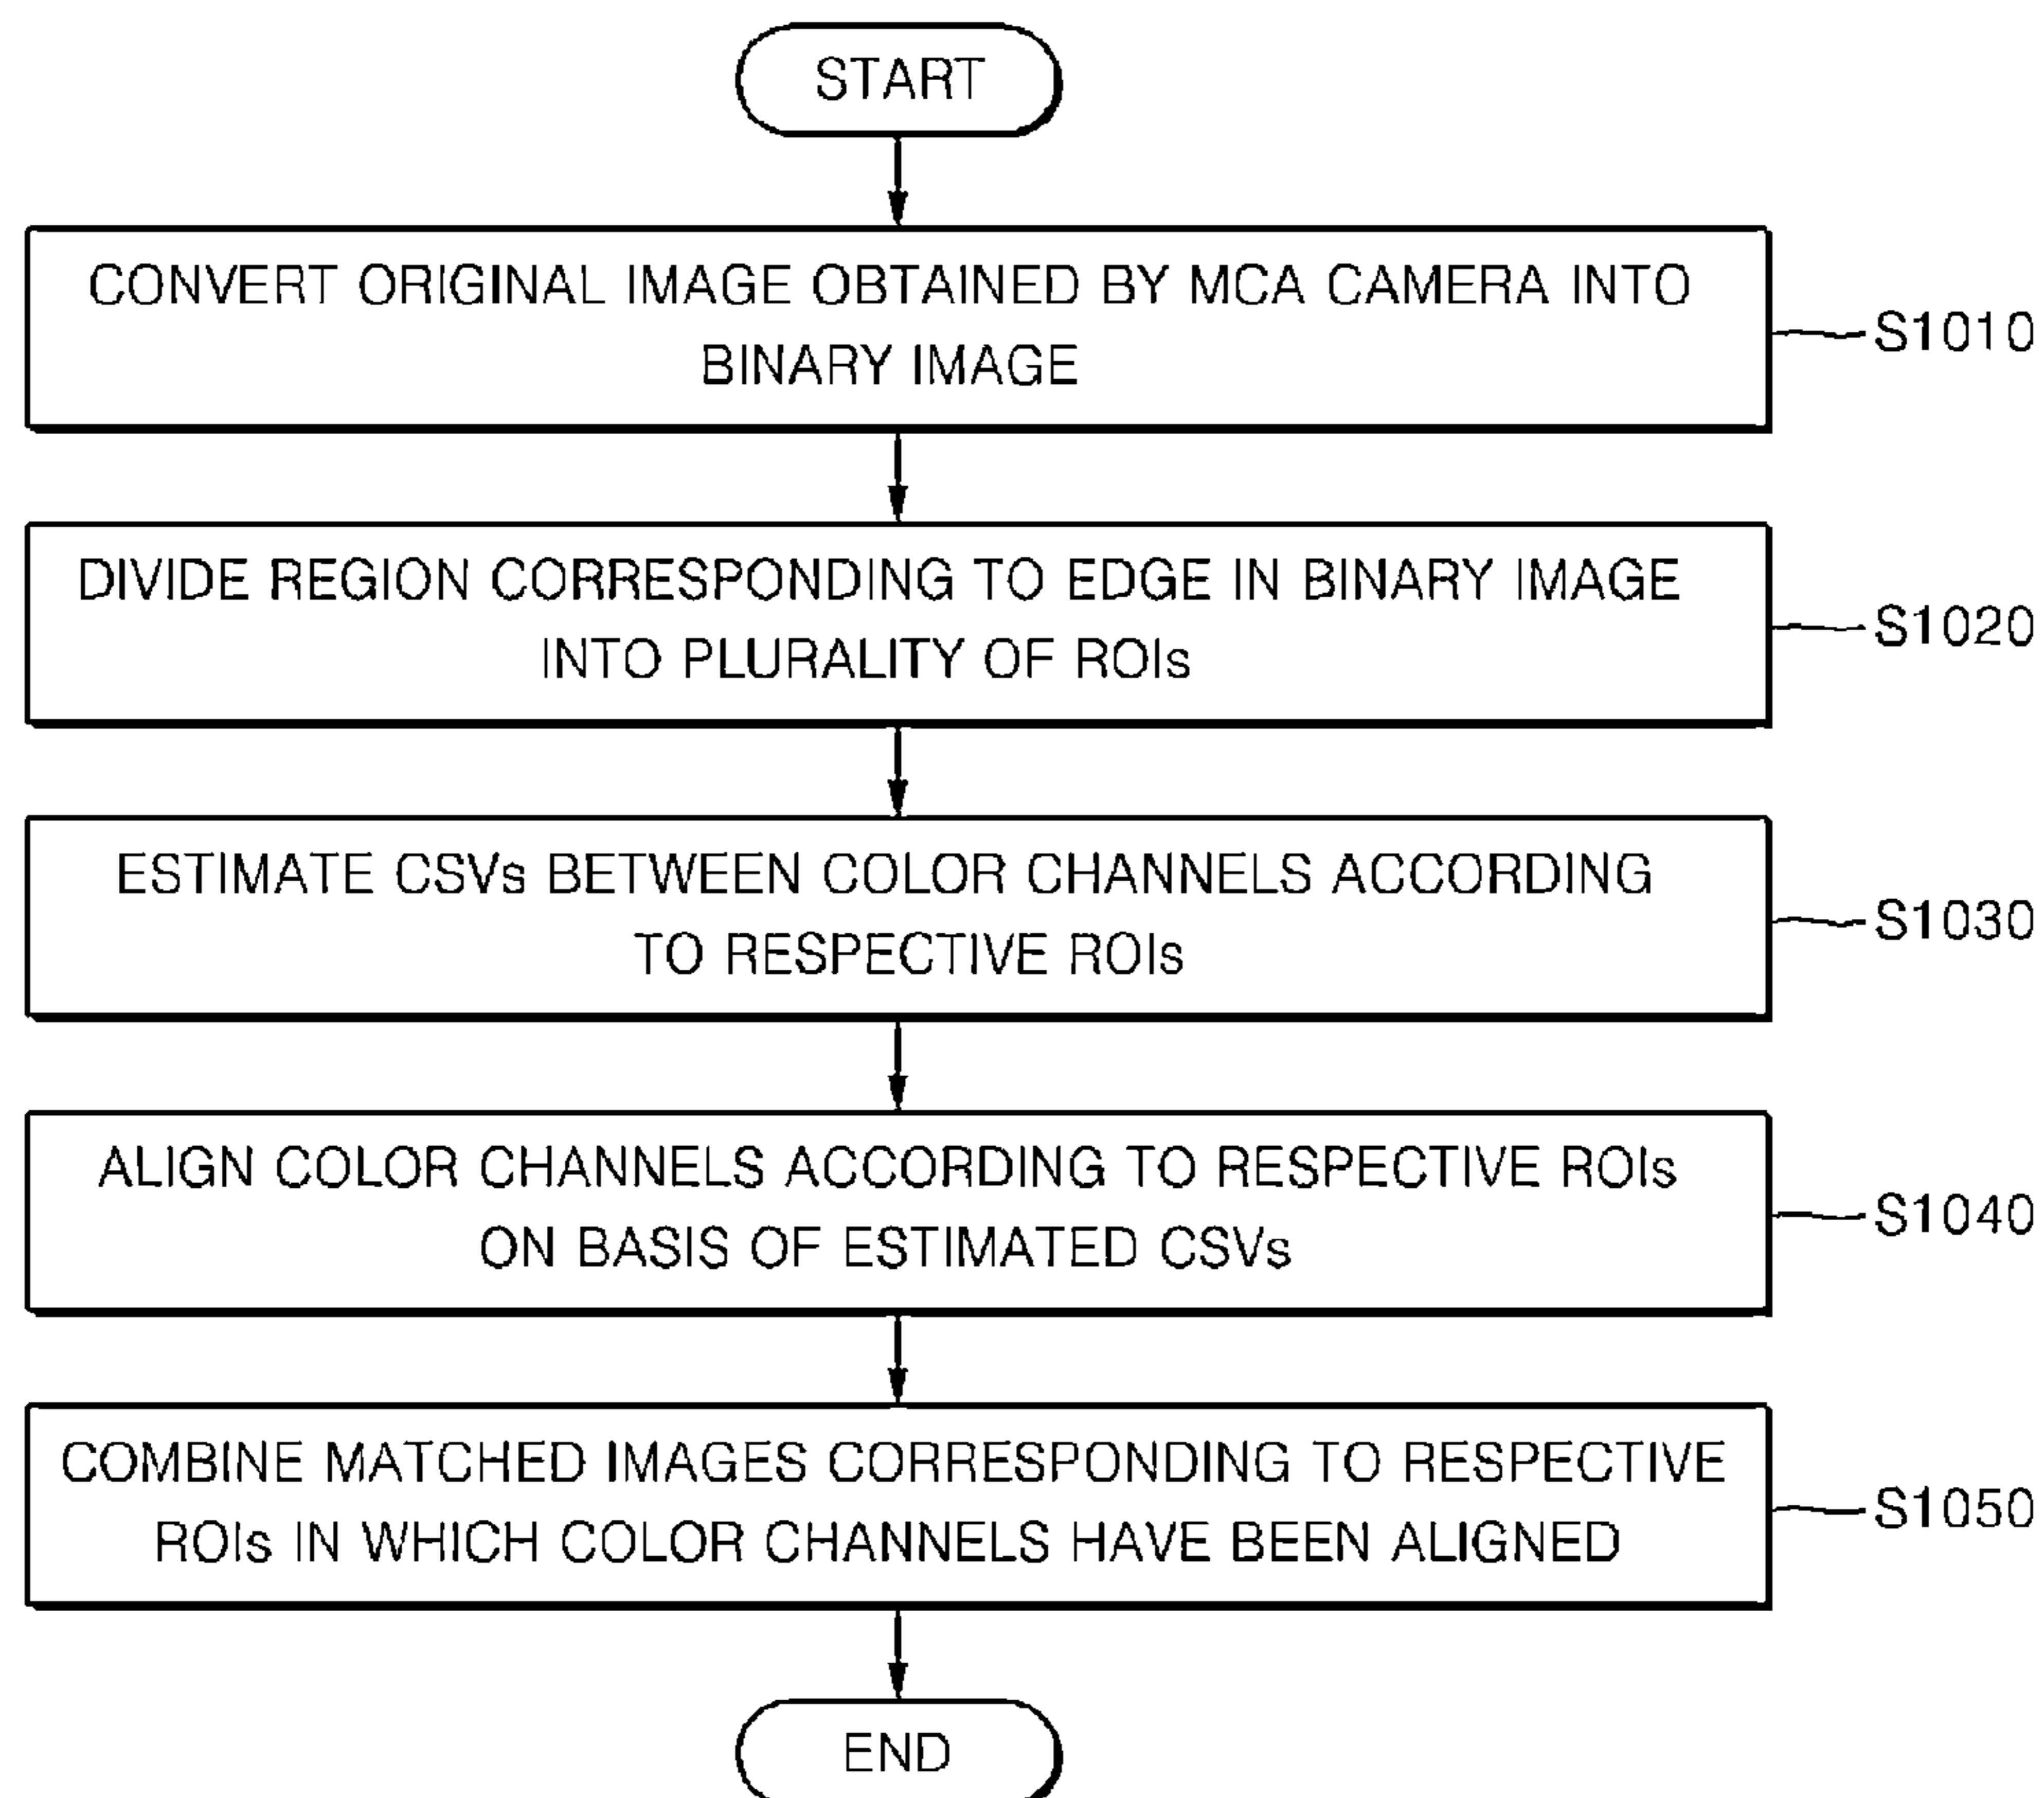 START
CONVERT ORIGINAL IMAGE OBTAINED BY MCA CAMERA INTO
BINARY IMAGE
S1010
DIVIDE REGION CORRESPONDING TO EDGE IN BINARY IMAGE
INTO PLURALITY OF ROIs
S1020
ESTIMATE CSVs BETWEEN COLOR CHANNELS ACCORDING
TO RESPECTIVE ROIs
S1030
ALIGN COLOR CHANNELS ACCORDING TO RESPECTIVE ROIs
ON BASIS OF ESTIMATED CSVs
S1040
COMBINE MATCHED IMAGES CORRESPONDING TO RESPECTIVE
ROIs IN WHICH COLOR CHANNELS HAVE BEEN ALIGNED
S1050
END